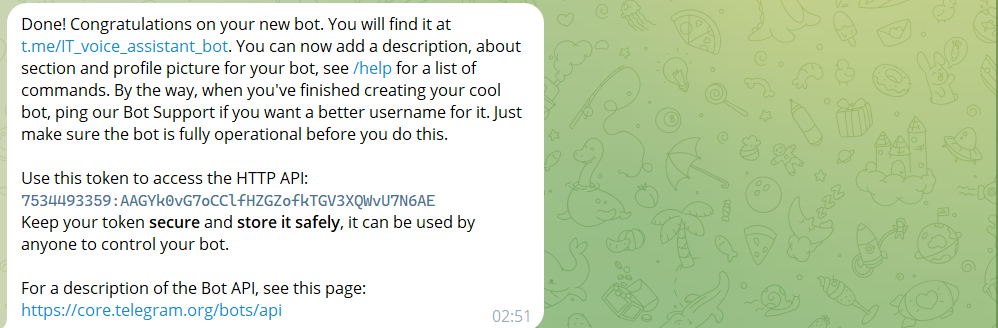 Done! Congratulations on your new bot. You will find it at
t.me/IT_voice_assistant_bot. You can now add a description, about
section and profile picture for your bot, see /help for a list of
commands. By the way, when you've finished creating your cool
bot, ping our Bot Support if you want a better username for it. Just
make sure the bot is fully operational before you do this.
Use this token to access the HTTP API:
7534493359:AAGYk0vG7oCClfHZGZofkTGV3XQWvU7N6AE
Keep your token secure and store it safely, it can be used by
anyone to control your bot.
For a description of the Bot API, see this page:
https://core.telegram.org/bots/api
02:51